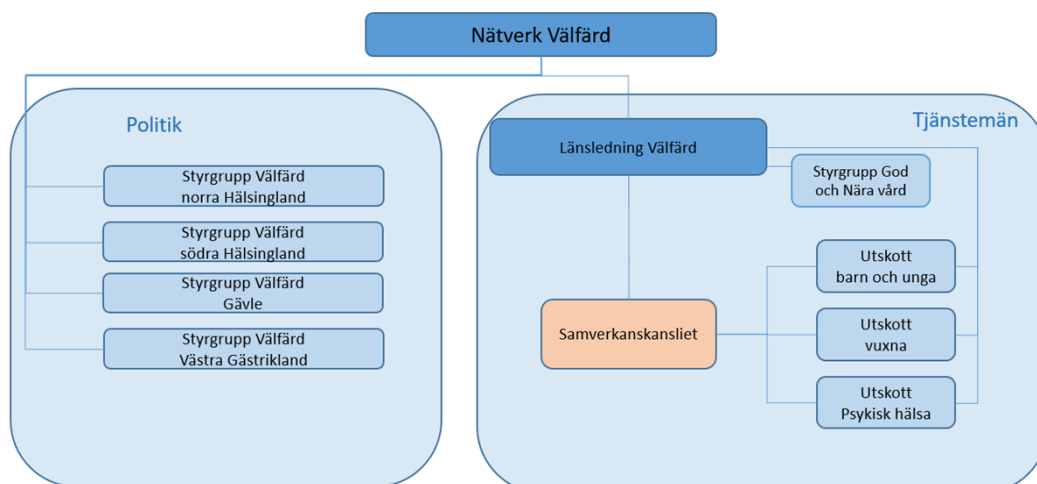 Nätverk Välfärd
Politik
Styrgrupp Välfärd
norra Hälsingland
Styrgrupp Välfärd
södra Hälsingland
Styrgrupp Välfärd
Gävle
Styrgrupp Välfärd
Västra Gästrikland
Tjänstemän
Länsledning Välfärd
Styrgrupp God
och Nära vård
Samverkanskansliet
Utskott
barn och unga
Utskott
vuxna
Utskott
Psykisk hälsa